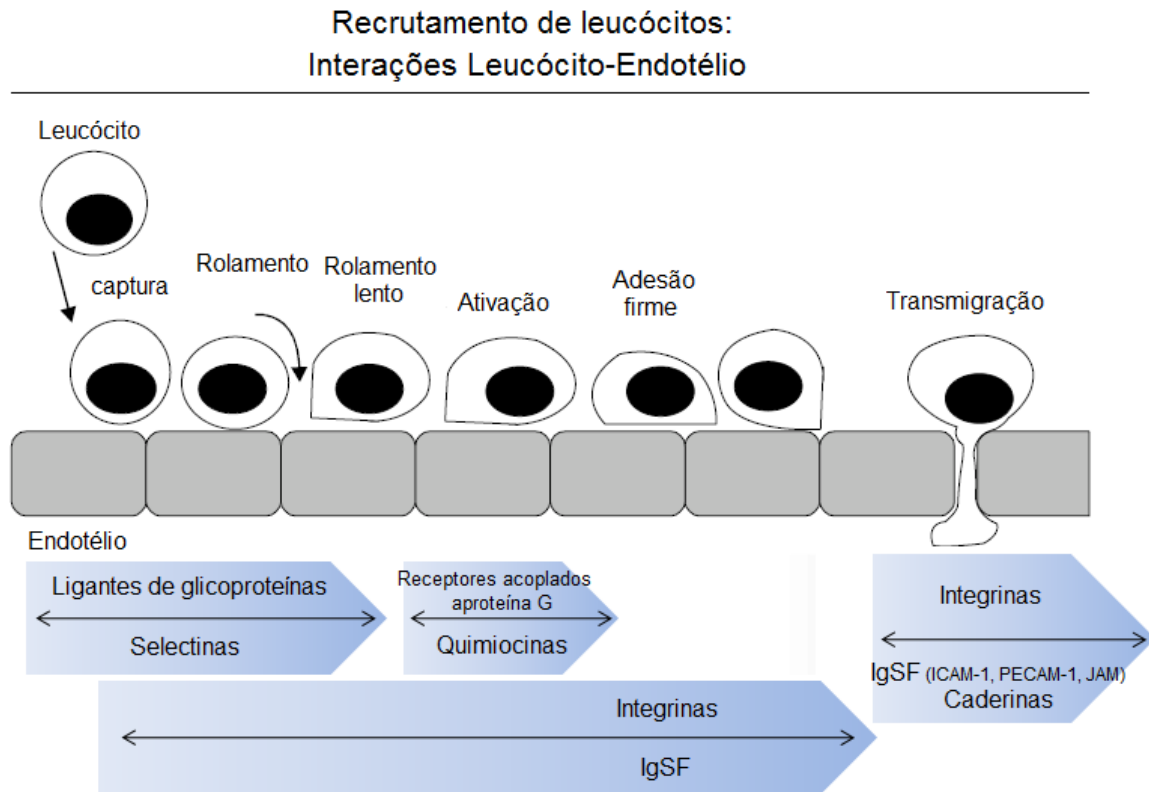 Recrutamento de leucócitos:
Interações Leucócito-Endotélio
Leucócito
captura
Rolamento
Rolamento
lento
Ativação
Adesão
firme
Transmigração
Endotélio
Ligantes de glicoproteínas
Selectinas
Receptores acoplados
aproteína G
Quimiocinas
Integrinas
IgSF
Integrinas
IgSF (ICAM-1, PECAM-1, JAM)
Caderinas